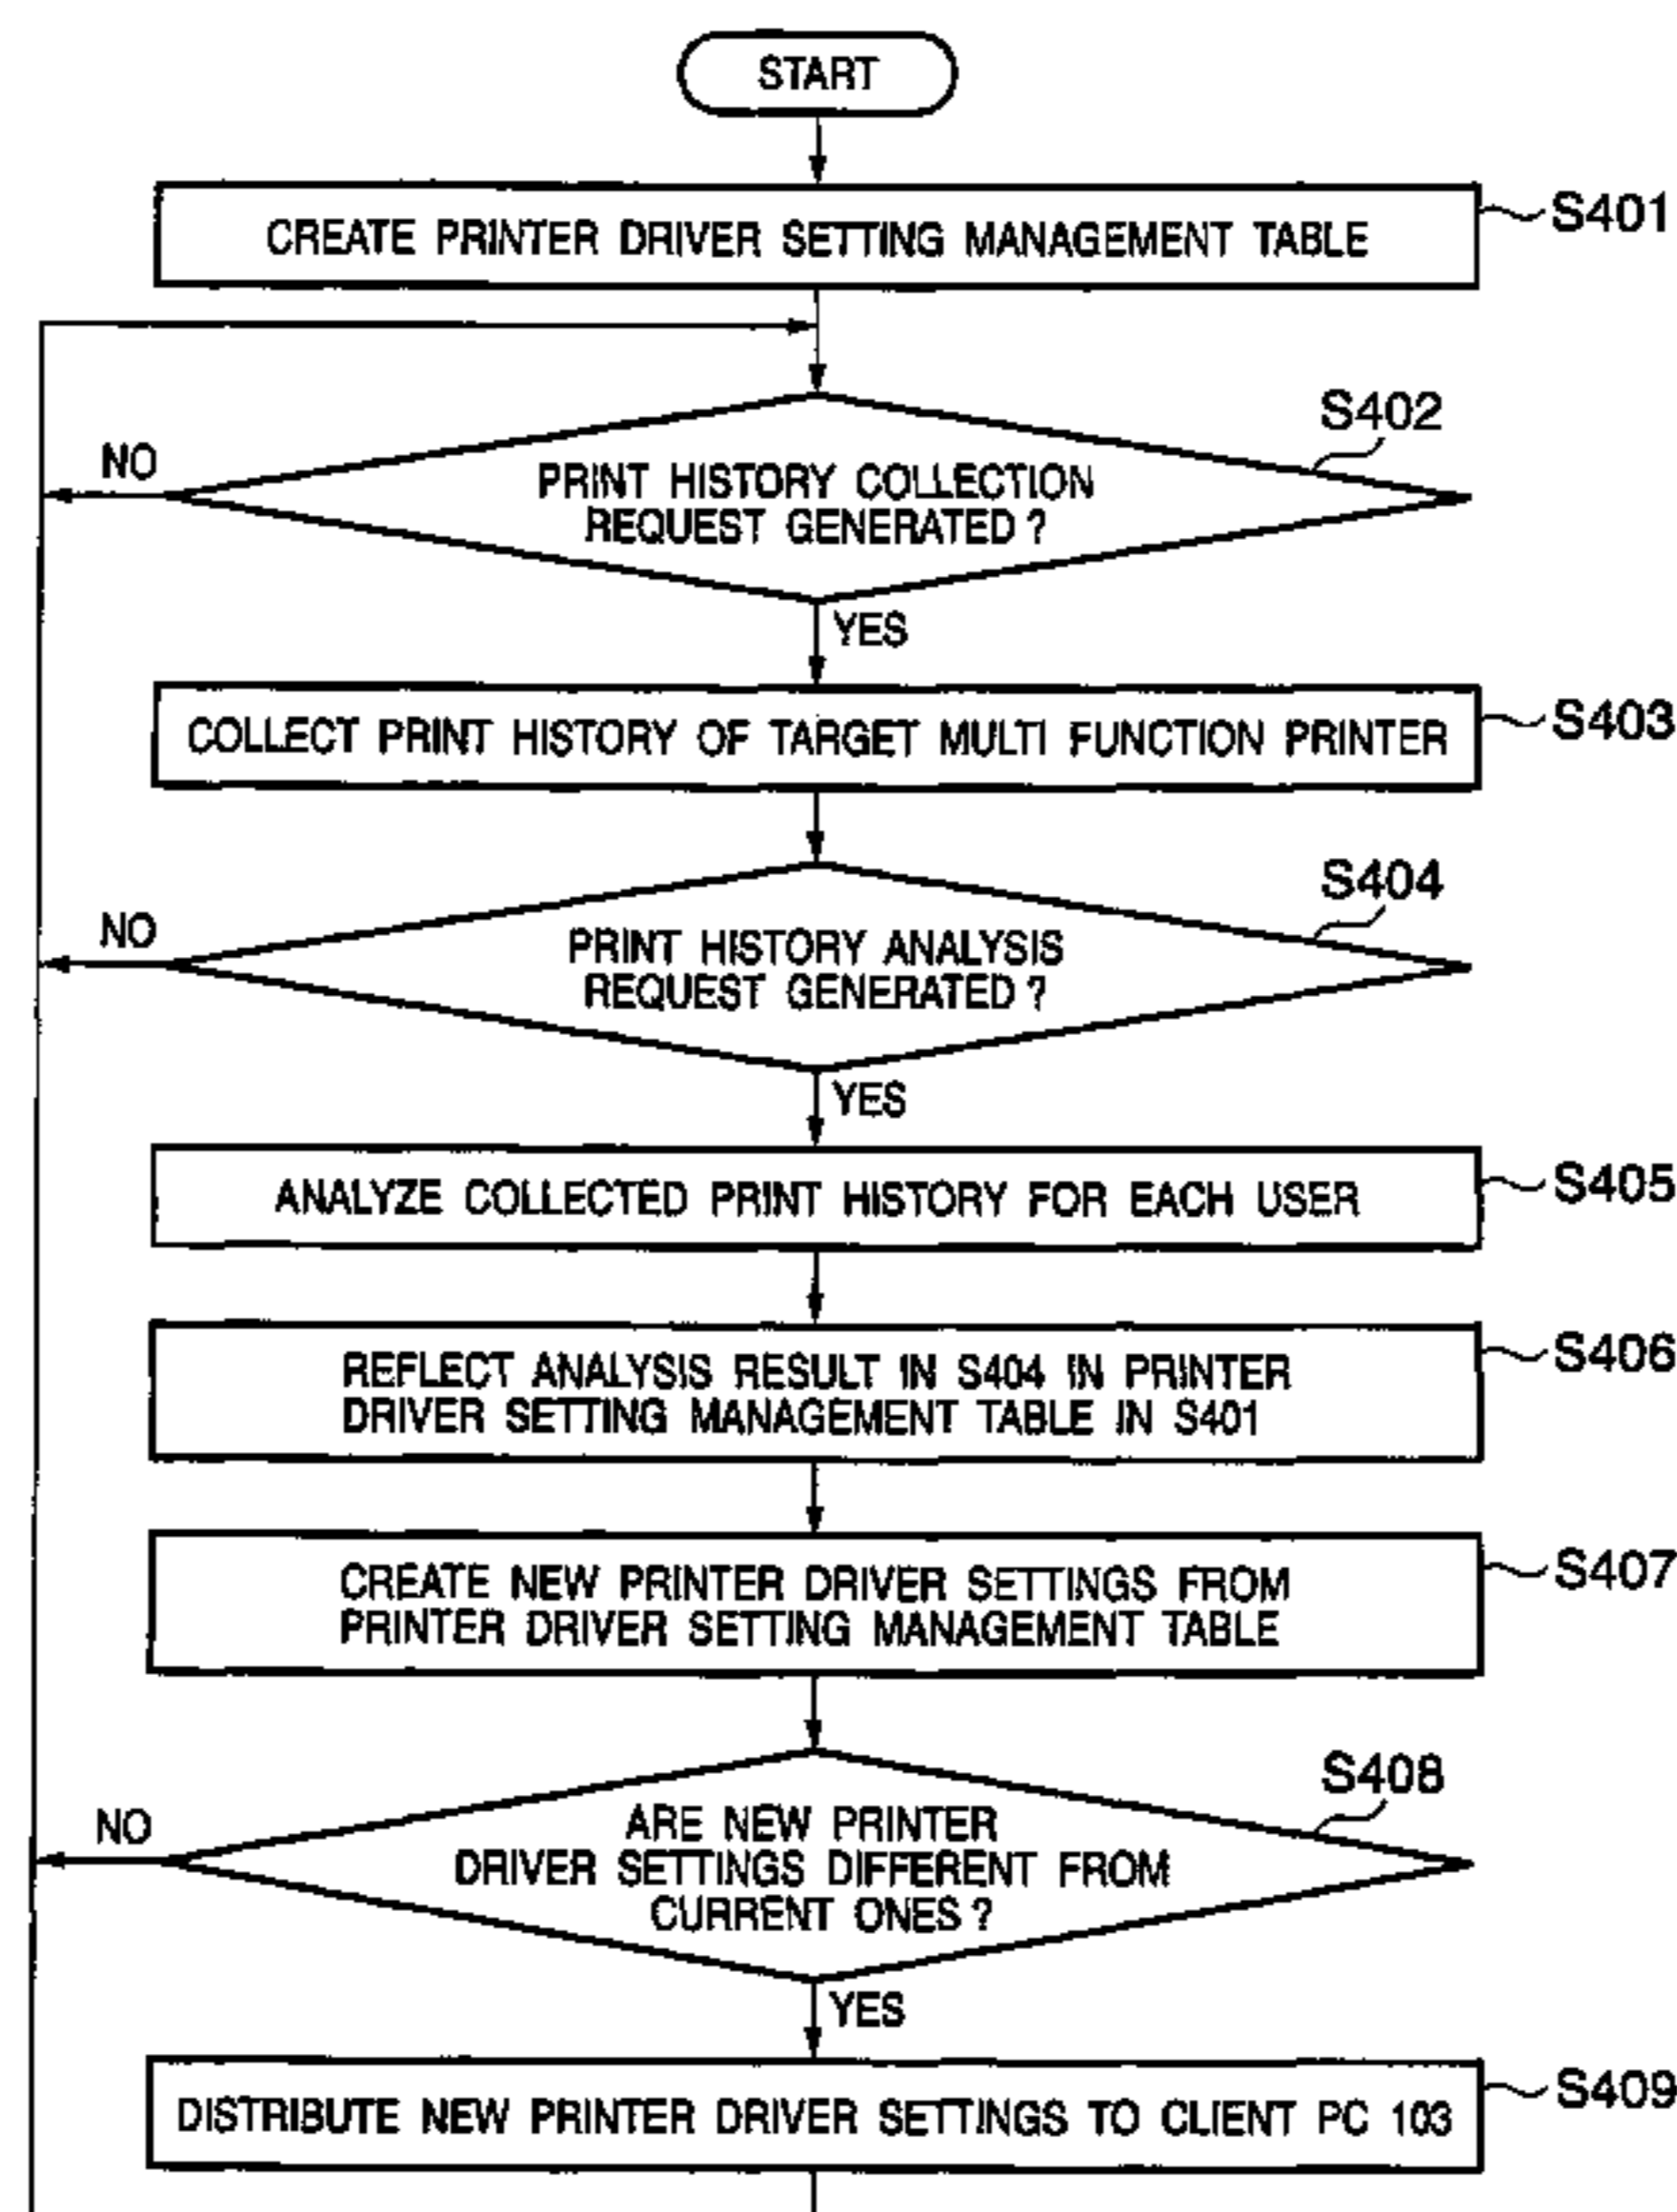 START
CREATE PRINTER DRIVER SETTING MANAGEMENT TABLE
S401
S402
NO
PRINT HISTORY COLLECTION
REQUEST GENERATED ?
YES
COLLECT PRINT HISTORY OF TARGET MULTI FUNCTION PRINTER
S403
S404
NO
PRINT HISTORY ANALYSIS
REQUEST GENERATED ?
YES
ANALYZE COLLECTED PRINT HISTORY FOR EACH USER
S405
REFLECT ANALYSIS RESULT IN S404 IN PRINTER
DRIVER SETTING MANAGEMENT TABLE IN S401
S406
CREATE NEW PRINTER DRIVER SETTINGS FROM
PRINTER DRIVER SETTING MANAGEMENT TABLE
S407
S408
NO
ARE NEW PRINTER
DRIVER SETTINGS DIFFERENT FROM
CURRENT ONES ?
YES
DISTRIBUTE NEW PRINTER DRIVER SETTINGS TO CLIENT PC 103
S409